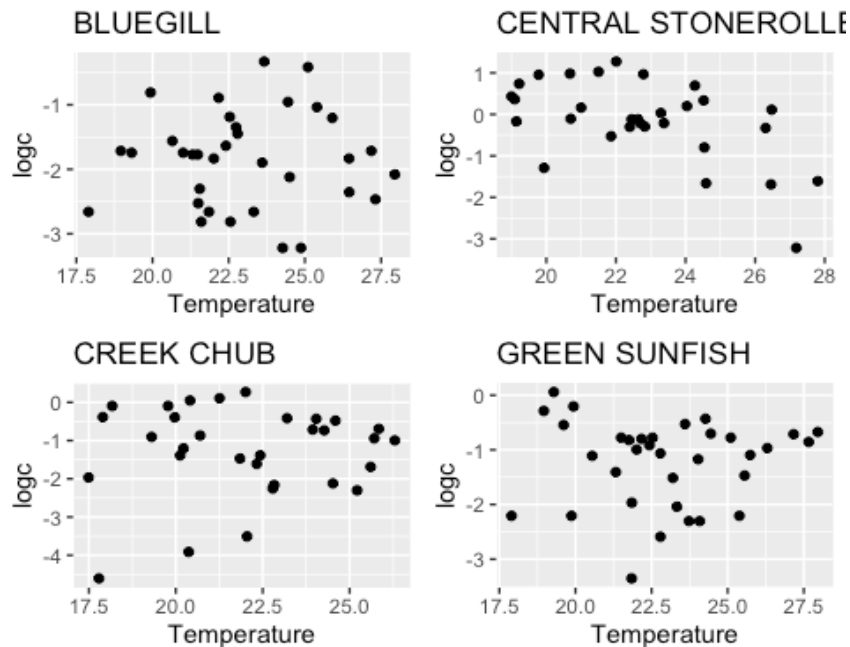 BLUEGILL
logc
-1
-2
-3
17.5 20.0 22.5 25.0 27.5
Temperature
CENTRAL STONEROLLE
logc
1
0
-1
-2
-3
20 22 24 26 28
Temperature
CREEK CHUB
logc
0
-1
-2
-3
-4
17.5 20.0 22.5 25.0
Temperature
GREEN SUNFISH
logc
0
-1
-2
-3
17.5 20.0 22.5 25.0 27.5
Temperature